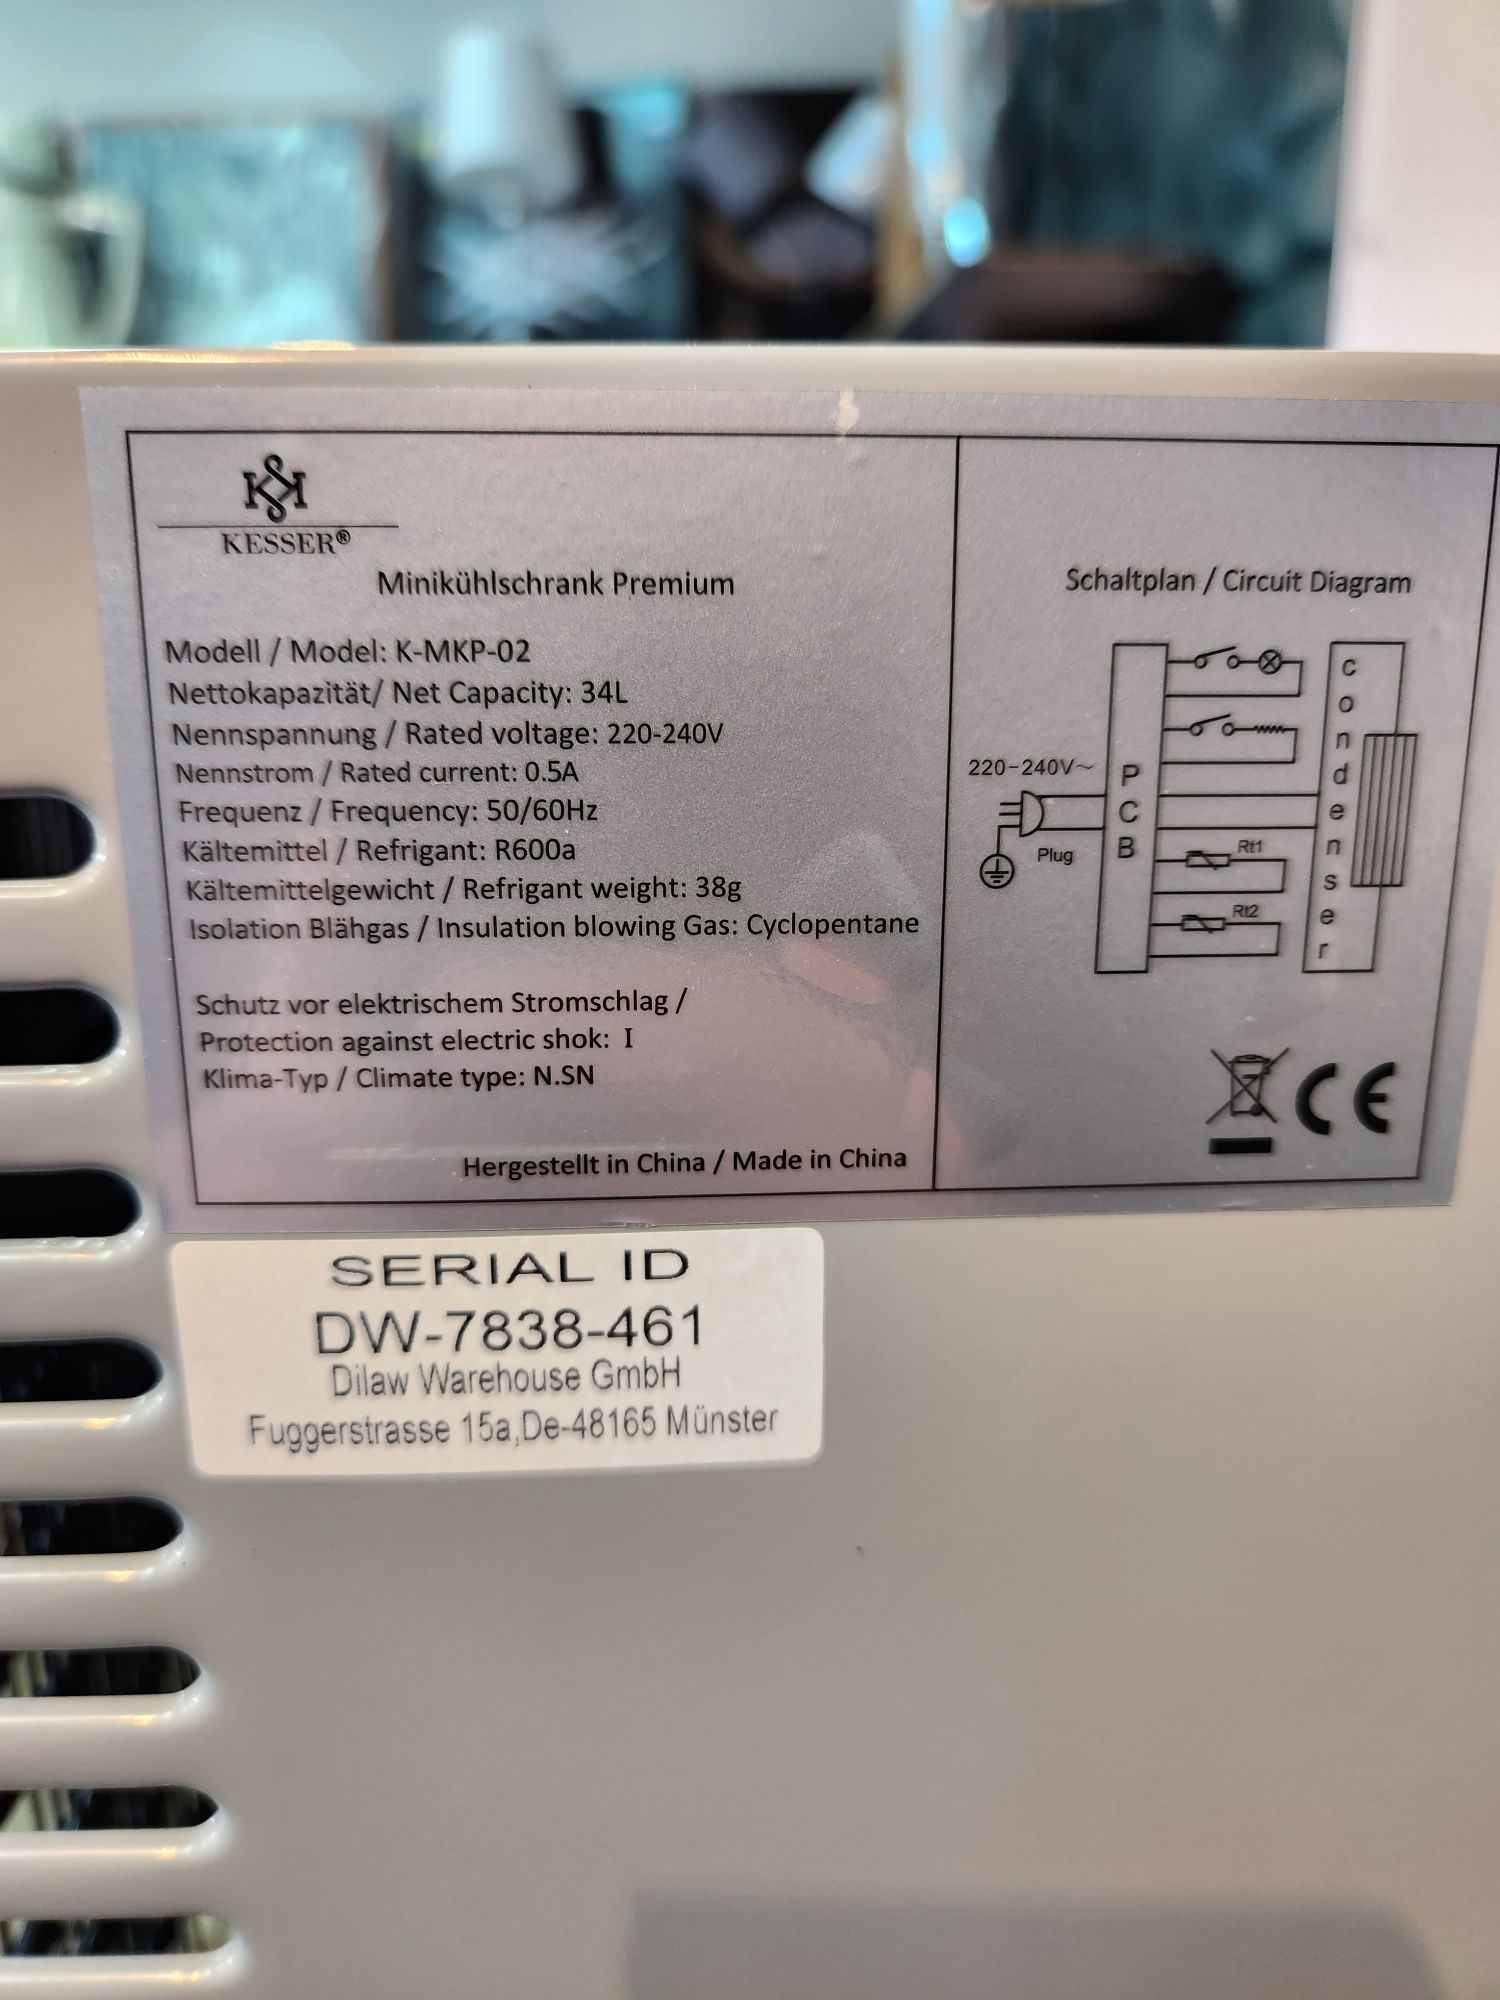 KESSER®
Minikühlschrank Premium
Modell / Model: K-MKP-02
Nettokapazität/ Net Capacity: 34L
Nennspannung / Rated voltage: 220-240V
Nennstrom / Rated current: 0.5A
Frequenz / Frequency: 50/60Hz
Kältemittel / Refrigant: R600a
Kältemittelgewicht / Refrigant weight: 38g
Isolation Blähgas / Insulation blowing Gas: Cyclopentane
Schutz vor elektrischem Stromschlag /
Protection against electric shok: I
Klima-Typ / Climate type: N.SN
Hergestellt in China / Made in China
Schaltplan / Circuit Diagram
220-240V~
Plug
PCB
Rt1
Rt2
condenser
CE
SERIAL ID
DW-7838-461
Dilaw Warehouse GmbH
Fuggerstrasse 15a,De-48165 Münster